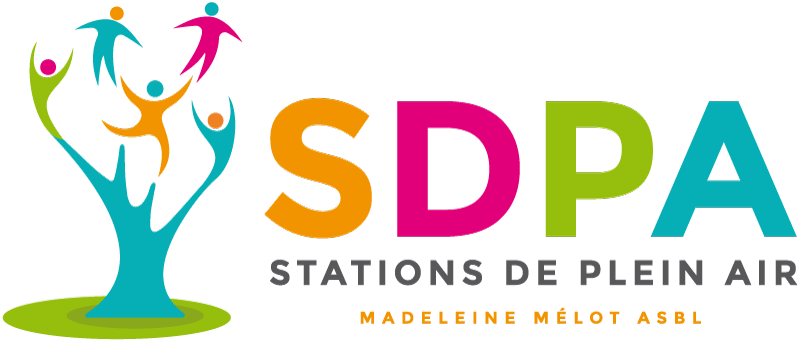 SDPA
STATIONS DE PLEIN AIR
MADELEINE MÉLOT ASBL